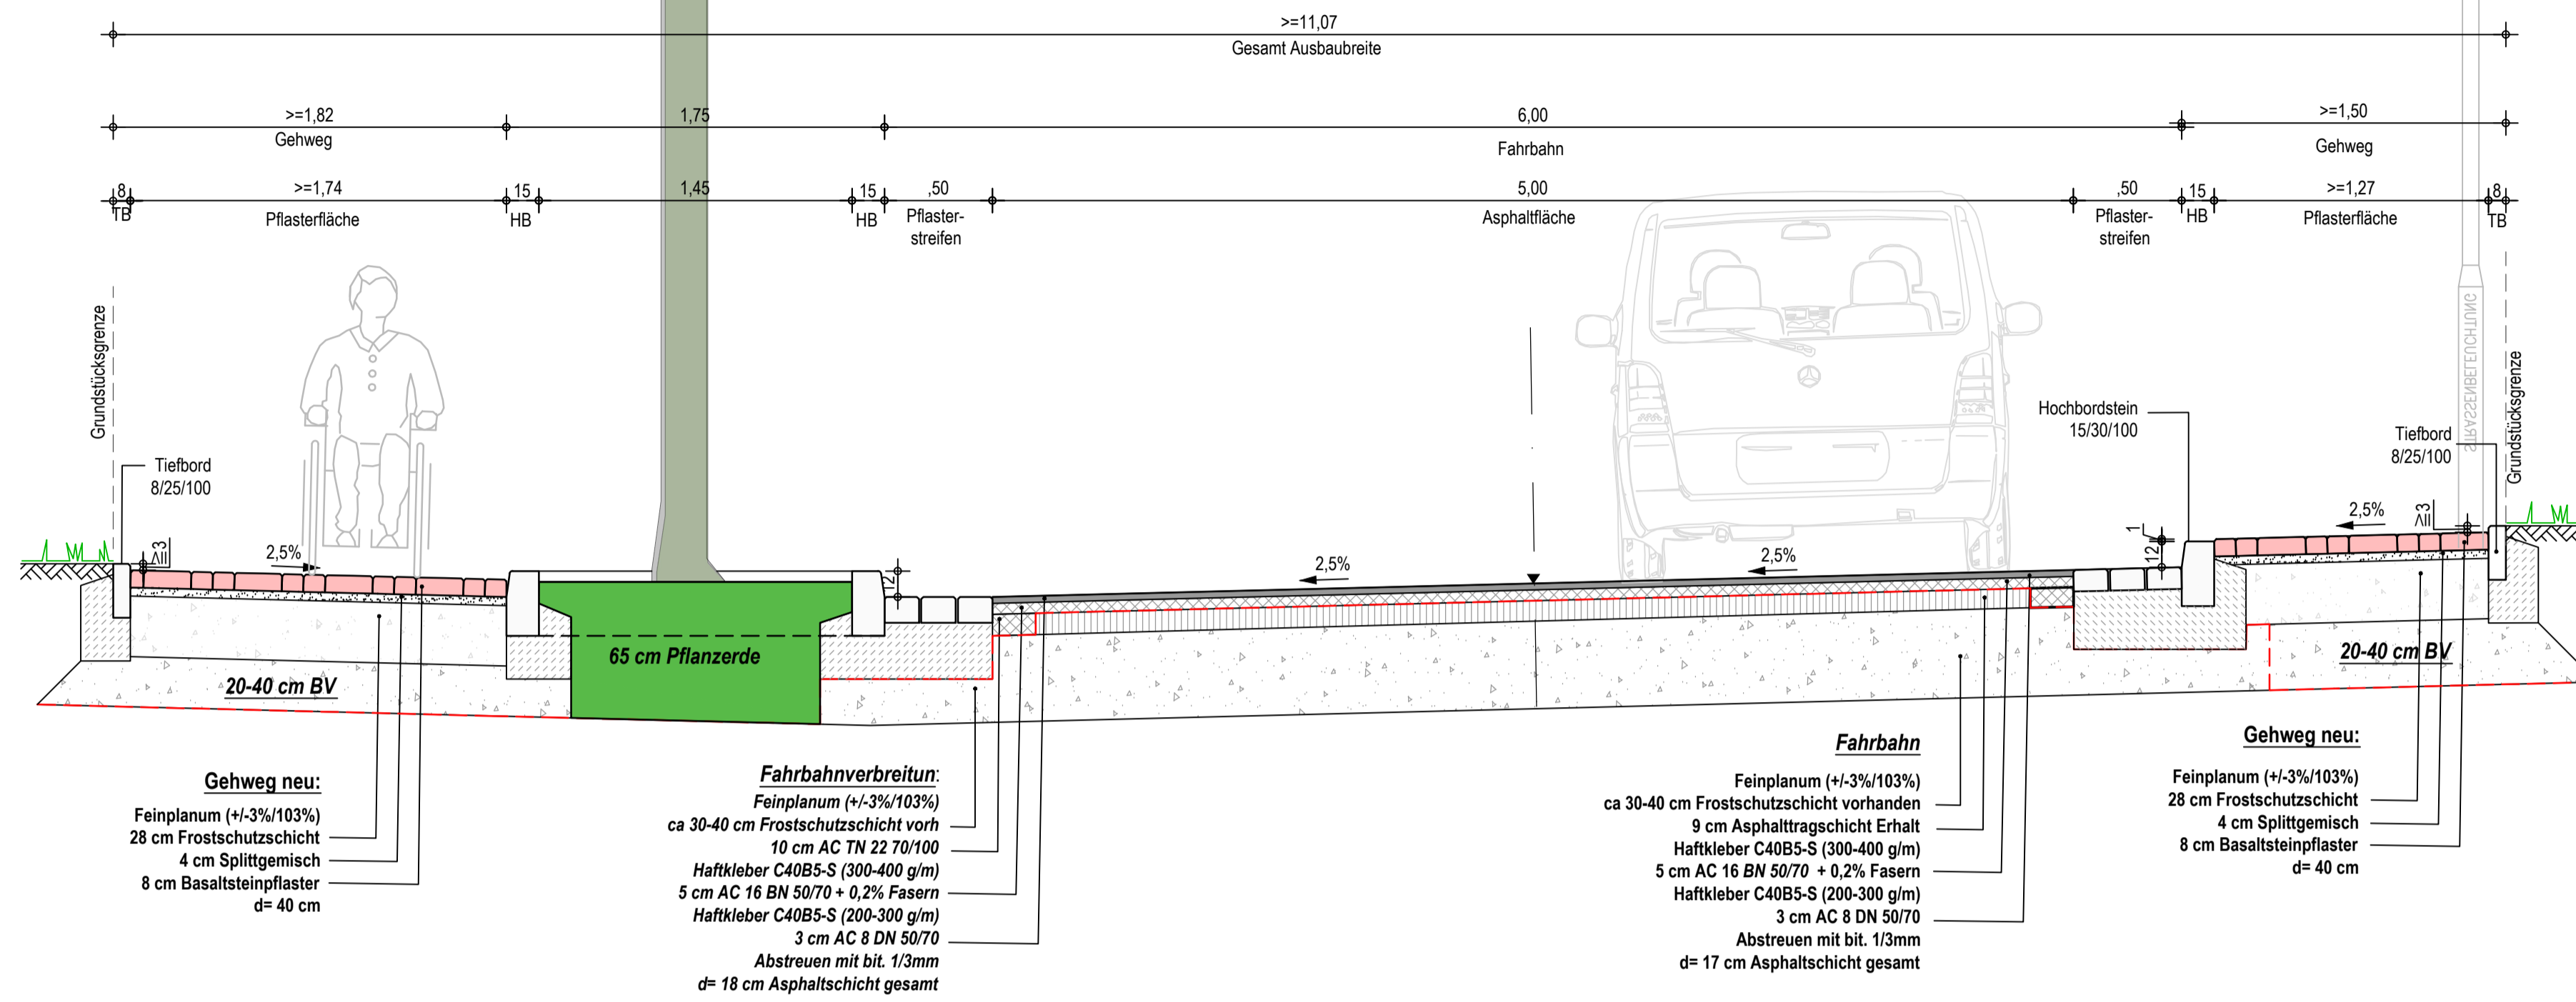 >=11,07
Gesamt Ausbaubreite
>=1,82
Gehweg
1,75
6,00
Fahrbahn
>=1,50
Gehweg
8
TB
>=1,74
Pflasterfläche
15
HB
1,45
15
HB
,50
Pflaster-
streifen
5,00
Asphaltfläche
,50
Pflaster-
streifen
15
HB
>=1,27
Pflasterfläche
8
TB
Grundstücksgrenze
Tiefbord
8/25/100
≥3
2,5%
12
2,5%
2,5%
Hochbordstein
15/30/100
1
12
2,5%
≥3
Tiefbord
8/25/100
STRASSENBELEUCHTUNG
Grundstücksgrenze
20-40 cm BV
65 cm Pflanzerde
20-40 cm BV
Gehweg neu:
Feinplanum (+/-3%/103%)
28 cm Frostschutzschicht
4 cm Splittgemisch
8 cm Basaltsteinpflaster
d= 40 cm
Fahrbahnverbreitun:
Feinplanum (+/-3%/103%)
ca 30-40 cm Frostschutzschicht vorh
10 cm AC TN 22 70/100
Haftkleber C40B5-S (300-400 g/m)
5 cm AC 16 BN 50/70 + 0,2% Fasern
Haftkleber C40B5-S (200-300 g/m)
3 cm AC 8 DN 50/70
Abstreuen mit bit. 1/3mm
d= 18 cm Asphaltschicht gesamt
Fahrbahn
Feinplanum (+/-3%/103%)
ca 30-40 cm Frostschutzschicht vorhanden
9 cm Asphalttragschicht Erhalt
Haftkleber C40B5-S (300-400 g/m)
5 cm AC 16 BN 50/70 + 0,2% Fasern
Haftkleber C40B5-S (200-300 g/m)
3 cm AC 8 DN 50/70
Abstreuen mit bit. 1/3mm
d= 17 cm Asphaltschicht gesamt
Gehweg neu:
Feinplanum (+/-3%/103%)
28 cm Frostschutzschicht
4 cm Splittgemisch
8 cm Basaltsteinpflaster
d= 40 cm